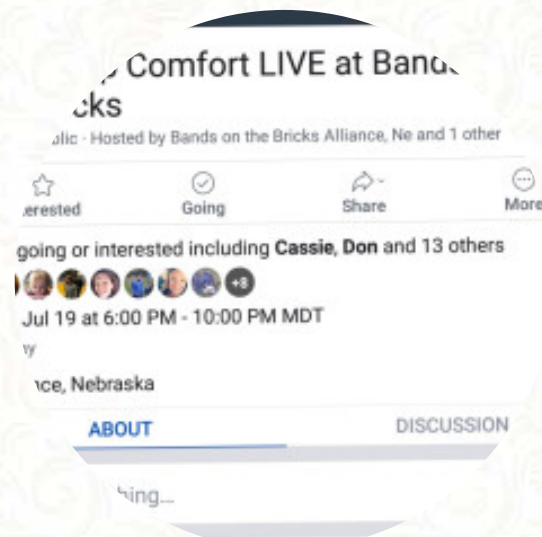 Comfort LIVE at
Hosted by Bands on the Bricks Alliance, Ne and 1 other
Going
Share
More
going or interested including Cassie, Don and 13 others
+8
Jul 19 at 6:00 PM - 10:00 PM MDT
Nebraska
ABOUT
DISCUSSION